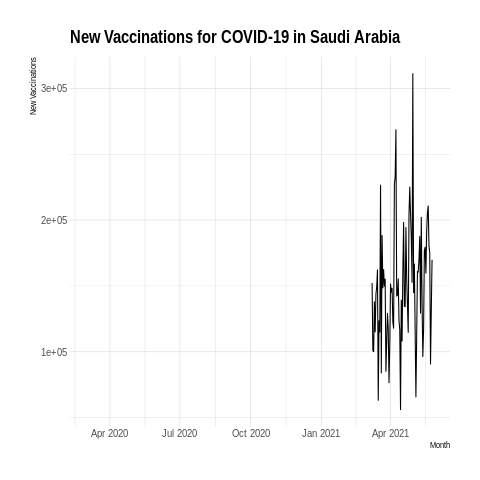 New Vaccinations for COVID-19 in Saudi Arabia
New Vaccinations
3e+05
2e+05
1e+05
Apr 2020 Jul 2020 Oct 2020 Jan 2021 Apr 2021
Month